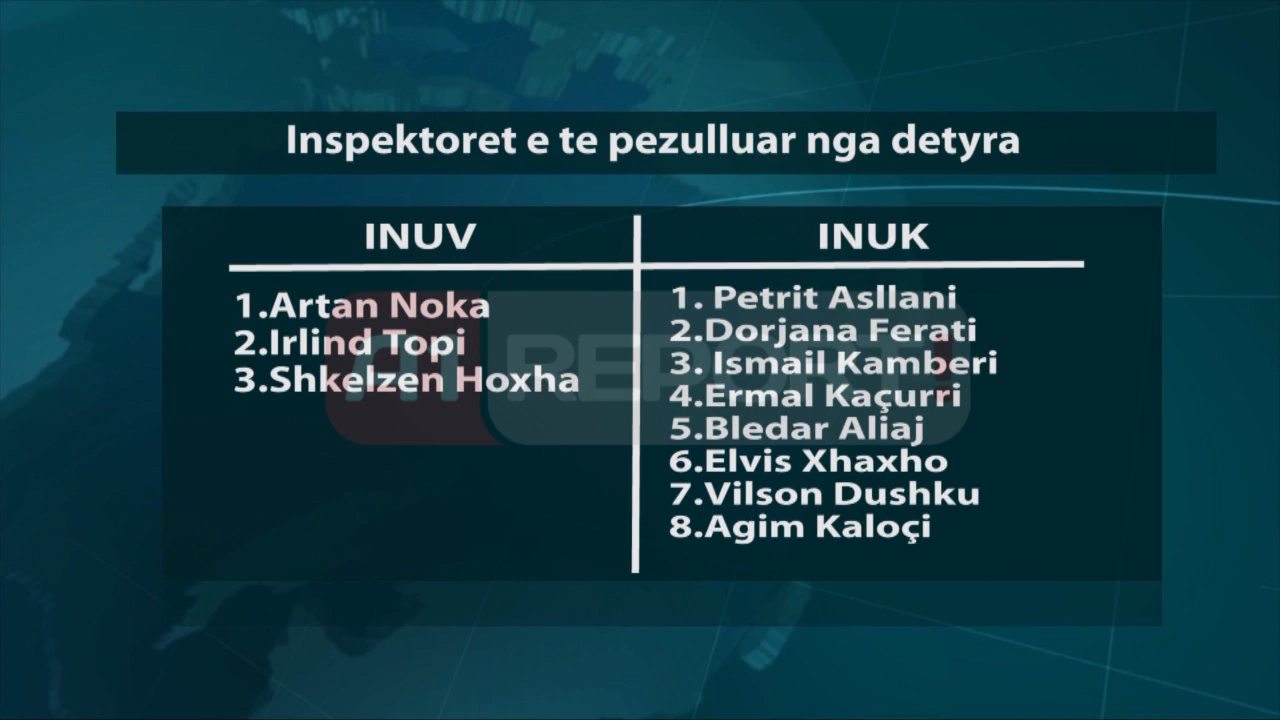 Inspektoret e te pezulluar nga detyra
INUV
1.Artan Noka
2.Irlind Topi
3.Shkelzen Hoxha
INUK
1. Petrit Asllani
2.Dorjana Ferati
3. Ismail Kamberi
4.Ermal Kaçurri
5.Bledar Aliaj
6.Elvis Xhaxho
7.Vilson Dushku
8.Agim Kaloçi
A1 REPORT!